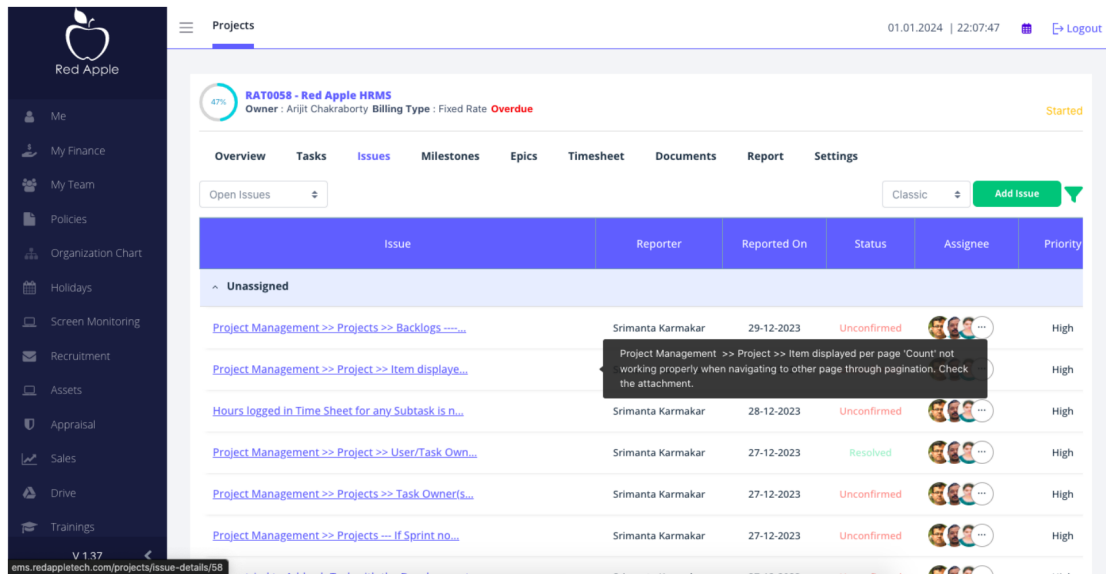 Red Apple
Projects
01.01.2024 | 22:07:47
Logout
Me
My Finance
My Team
Policies
Organization Chart
Holidays
Screen Monitoring
Recruitment
Assets
Appraisal
Sales
Drive
Trainings
V 1.37
ems.redappletech.com/projects/issue-details/58
47%
RAT0058 - Red Apple HRMS
Owner : Arijit Chakraborty Billing Type : Fixed Rate Overdue
Started
Overview Tasks Issues Milestones Epics Timesheet Documents Report Settings
Open Issues
Classic
Add Issue
Issue Reporter Reported On Status Assignee Priority
Unassigned
Project Management >> Projects >> Backlogs ----... Srimanta Karmakar 29-12-2023 Unconfirmed High
Project Management >> Project >> Item displaye... High
Project Management >> Project >> Item displayed per page 'Count' not
working properly when navigating to other page through pagination. Check
the attachment.
Hours logged in Time Sheet for any Subtask is n... Srimanta Karmakar 28-12-2023 Unconfirmed High
Project Management >> Project >> User/Task Own... Srimanta Karmakar 27-12-2023 Resolved High
Project Management >> Projects >> Task Owner(s... Srimanta Karmakar 27-12-2023 Unconfirmed High
Project Management >> Projects --- If Sprint no... Srimanta Karmakar 27-12-2023 Unconfirmed High